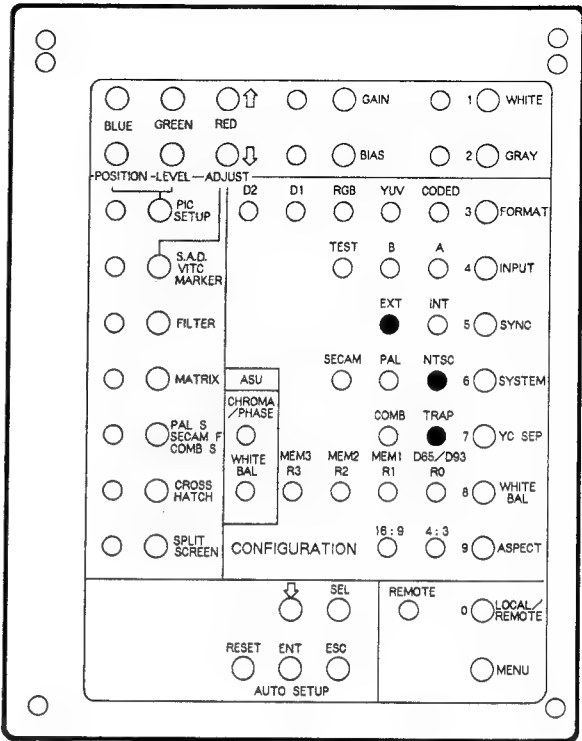 GAIN 1 WHITE
BLUE GREEN RED
BIAS 2 GRAY
POSITION LEVEL ADJUST
D2 D1 RGB YUV CODED
PIC
SETUP
3 FORMAT
TEST B A
S.A.D.
VITC
MARKER
4 INPUT
EXT INT
FILTER 5 SYNC
SECAM PAL NTSC
MATRIX ASU 6 SYSTEM
CHROMA
/PHASE
COMB TRAP
PAL S
SECAM F
COMB S
7 YC SEP
WHITE
BAL
MEM3 MEM2 MEM1 D65/D93
R3 R2 R1 R0
CROSS
HATCH
8 WHITE
BAL
16:9 4:3
SPLIT
SCREEN
CONFIGURATION 9 ASPECT
SEL REMOTE
0 LOCAL/
REMOTE
RESET ENT ESC
MENU
AUTO SETUP